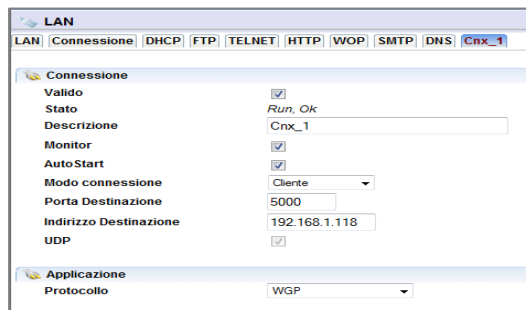 LAN
LAN Connessione DHCP FTP TELNET HTTP WOP SMTP DNS Cnx_1
Connessione
Valido
Stato Run, Ok
Descrizione Cnx_1
Monitor
AutoStart
Modo connessione Cliente
Porta Destinazione 5000
Indirizzo Destinazione 192.168.1.118
UDP
Applicazione
Protocollo WGP